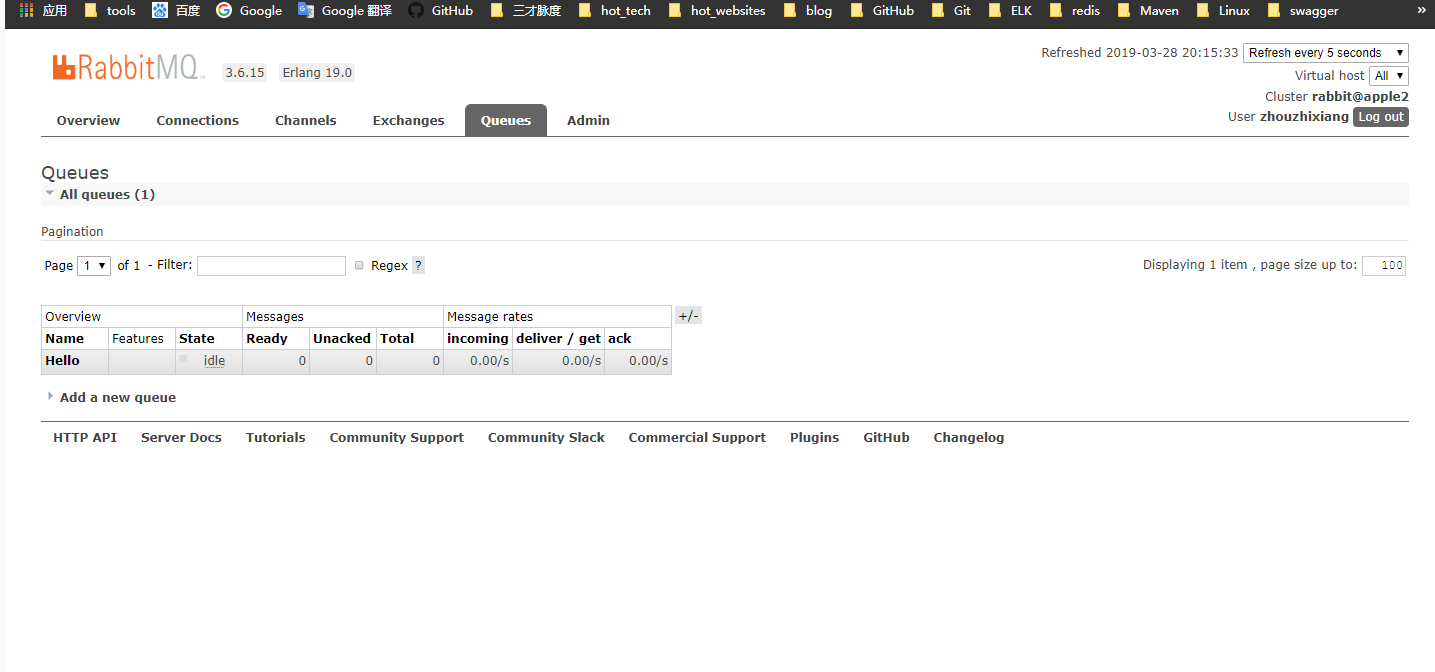 应用 tools 百度 Google Google 翻译 GitHub 三才脉度 hot_tech hot_websites blog GitHub Git ELK redis Maven Linux swagger »
RabbitMQ 3.6.15 Erlang 19.0
Refreshed 2019-03-28 20:15:33 Refresh every 5 seconds
Virtual host All
Cluster rabbit@apple2
User zhouzhixiang Log out
Overview Connections Channels Exchanges Queues Admin
Queues
All queues (1)
Pagination
Page 1 of 1 - Filter: Regex ? Displaying 1 item , page size up to: 100
Overview Messages Message rates +/-
Name Features State Ready Unacked Total incoming deliver / get ack
Hello idle 0 0 0 0.00/s 0.00/s 0.00/s
Add a new queue
HTTP API Server Docs Tutorials Community Support Community Slack Commercial Support Plugins GitHub Changelog